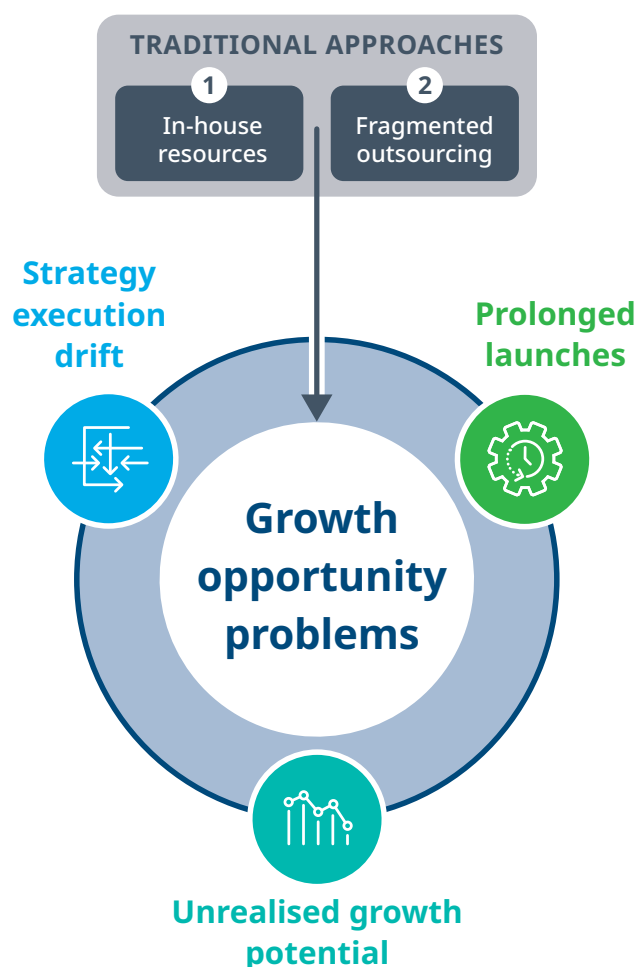 TRADITIONAL APPROACHES
1
In-house
resources
2
Fragmented
outsourcing
Strategy
execution
drift
Prolonged
launches
Growth
opportunity
problems
Unrealised growth
potential